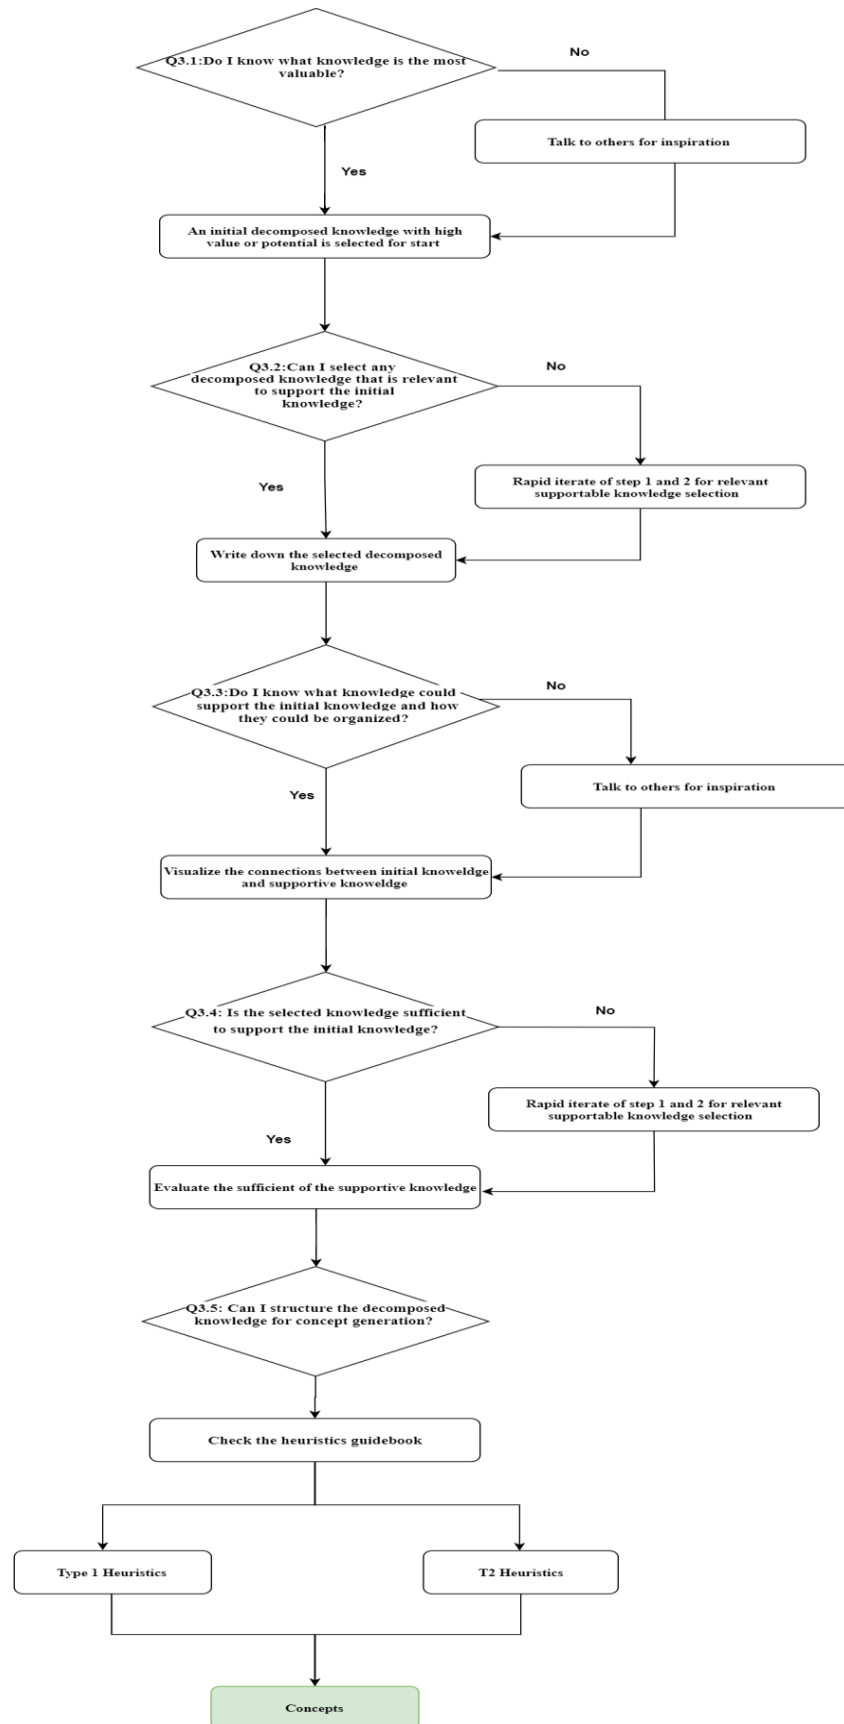 Q3.1:Do I know what knowledge is the most
valuable?
No
Talk to others for inspiration
Yes
An initial decomposed knowledge with high
value or potential is selected for start
Q3.2:Can I select any
decomposed knowledge that is relevant
to support the initial
knowledge?
No
Rapid iterate of step 1 and 2 for relevant
supportable knowledge selection
Yes
Write down the selected decomposed
knowledge
Q3.3:Do I know what knowledge could
support the initial knowledge and how
they could be organized?
No
Talk to others for inspiration
Yes
Visualize the connections between initial knoweldge
and supportive knoweldge
Q3.4: Is the selected knowledge sufficient
to support the initial knowledge?
No
Rapid iterate of step 1 and 2 for relevant
supportable knowledge selection
Yes
Evaluate the sufficient of the supportive knowledge
Q3.5: Can I structure the decomposed
knowledge for concept generation?
Check the heuristics guidebook
Type 1 Heuristics
T2 Heuristics
Concepts